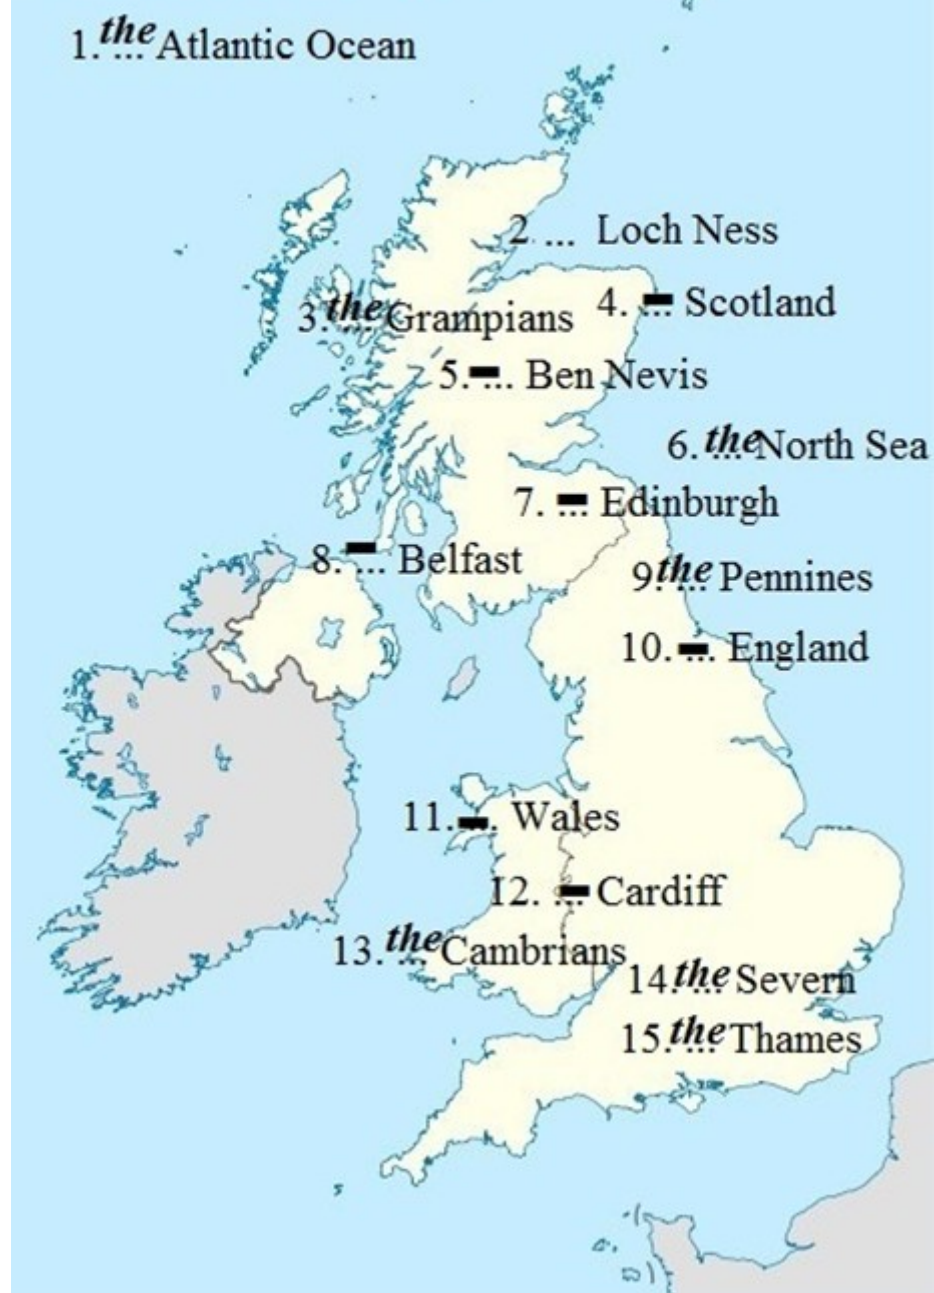 1. the ... Atlantic Ocean
2 ... Loch Ness
3 the ... Grampians
4. – ... Scotland
5. – ... Ben Nevis
6. the ... North Sea
7. – ... Edinburgh
8. – ... Belfast
9 the ... Pennines
10. – ... England
11. – ... Wales
12. – ... Cardiff
13. the ... Cambrians
14. the ... Severn
15. the ... Thames